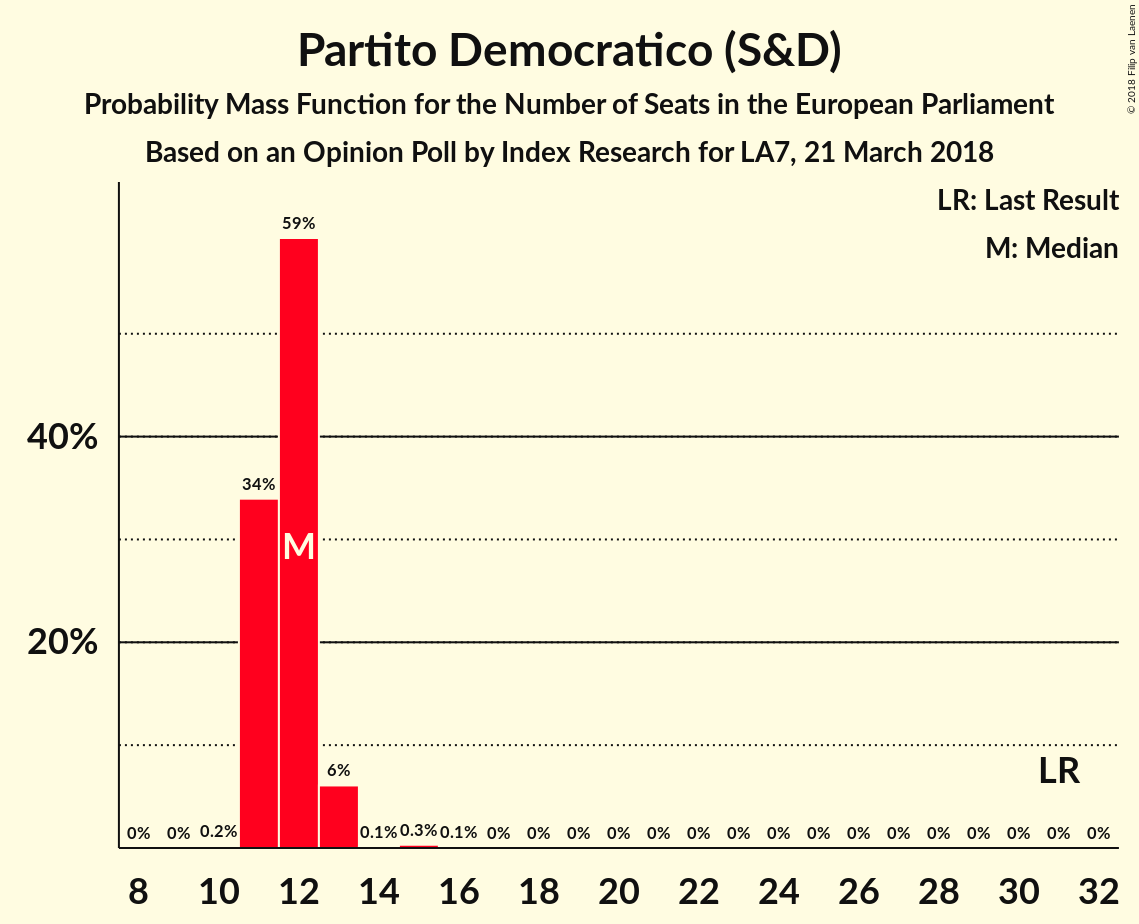 Partito Democratico (S&D)
Probability Mass Function for the Number of Seats in the European Parliament
Based on an Opinion Poll by Index Research for LA7, 21 March 2018
© 2018 Filip van Laenen
LR: Last Result
M: Median
59%
40%
34%
M
20%
LR
6%
0% 0% 0.2% 0.1% 0.3% 0.1% 0% 0% 0% 0% 0% 0% 0% 0% 0% 0% 0% 0% 0% 0% 0% 0%
8 10 12 14 16 18 20 22 24 26 28 30 32